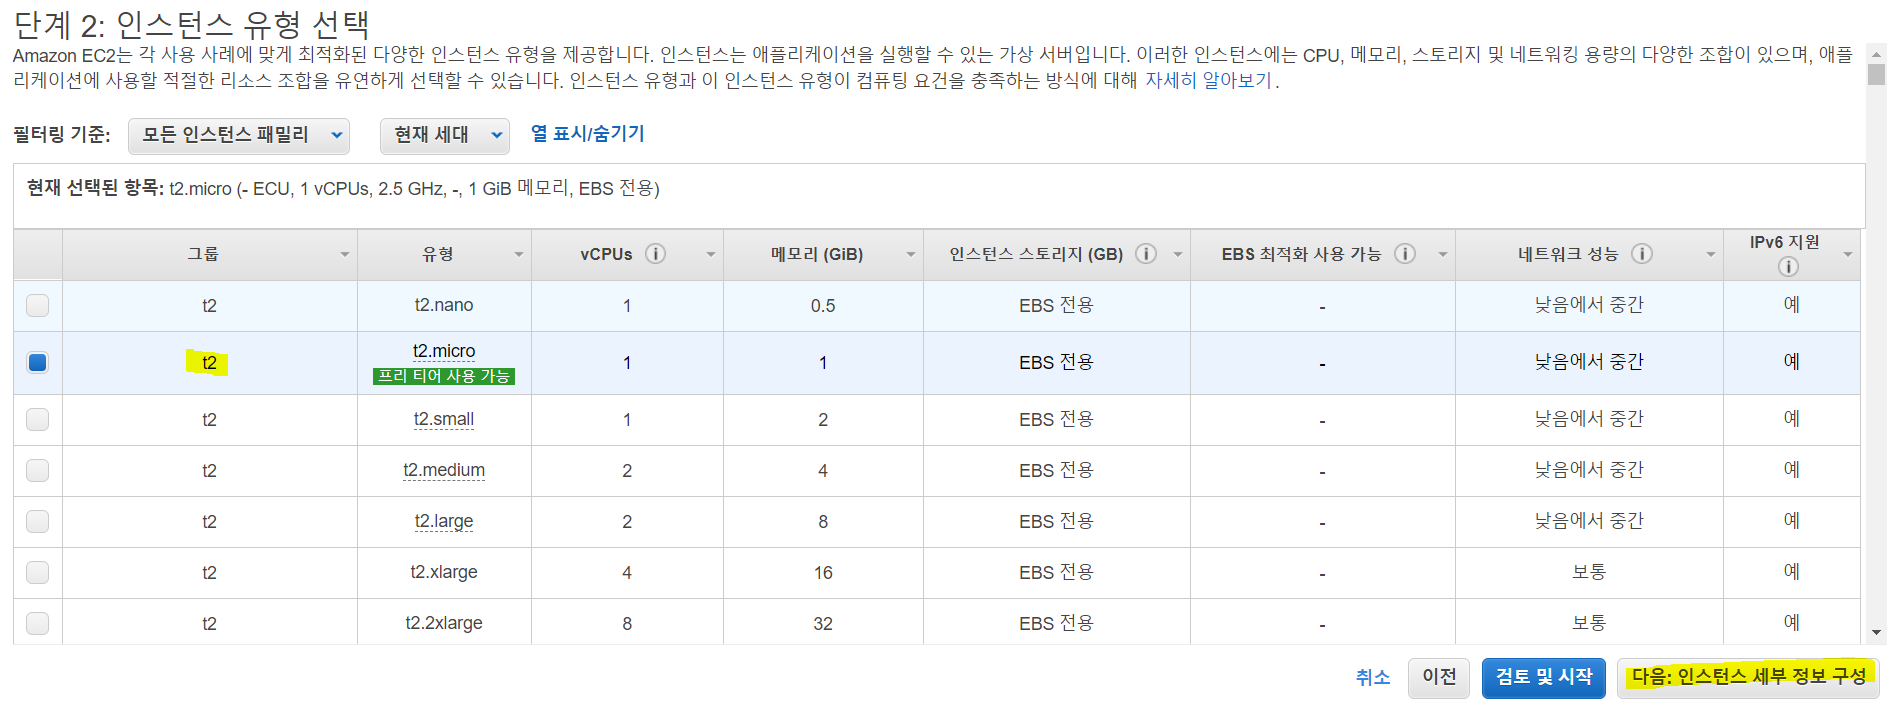 단계 2: 인스턴스 유형 선택
Amazon EC2는 각 사용 사례에 맞게 최적화된 다양한 인스턴스 유형을 제공합니다. 인스턴스는 애플리케이션을 실행할 수 있는 가상 서버입니다. 이러한 인스턴스에는 CPU, 메모리, 스토리지 및 네트워킹 용량의 다양한 조합이 있으며, 애플
리케이션에 사용할 적절한 리소스 조합을 유연하게 선택할 수 있습니다. 인스턴스 유형과 이 인스턴스 유형이 컴퓨팅 요건을 충족하는 방식에 대해 자세히 알아보기.
필터링 기준: 모든 인스턴스 패밀리 현재 세대 열 표시/숨기기
현재 선택된 항목: t2.micro (- ECU, 1 vCPUs, 2.5 GHz, -, 1 GiB 메모리, EBS 전용)
그룹 유형 vCPUs 메모리 (GiB) 인스턴스 스토리지 (GB) EBS 최적화 사용 가능 네트워크 성능 IPv6 지원
t2 t2.nano 1 0.5 EBS 전용 - 낮음에서 중간 예
t2 t2.micro 1 1 EBS 전용 - 낮음에서 중간 예
프리 티어 사용 가능
t2 t2.small 1 2 EBS 전용 - 낮음에서 중간 예
t2 t2.medium 2 4 EBS 전용 - 낮음에서 중간 예
t2 t2.large 2 8 EBS 전용 - 낮음에서 중간 예
t2 t2.xlarge 4 16 EBS 전용 - 보통 예
t2 t2.2xlarge 8 32 EBS 전용 - 보통 예
취소 이전 검토 및 시작 다음: 인스턴스 세부 정보 구성